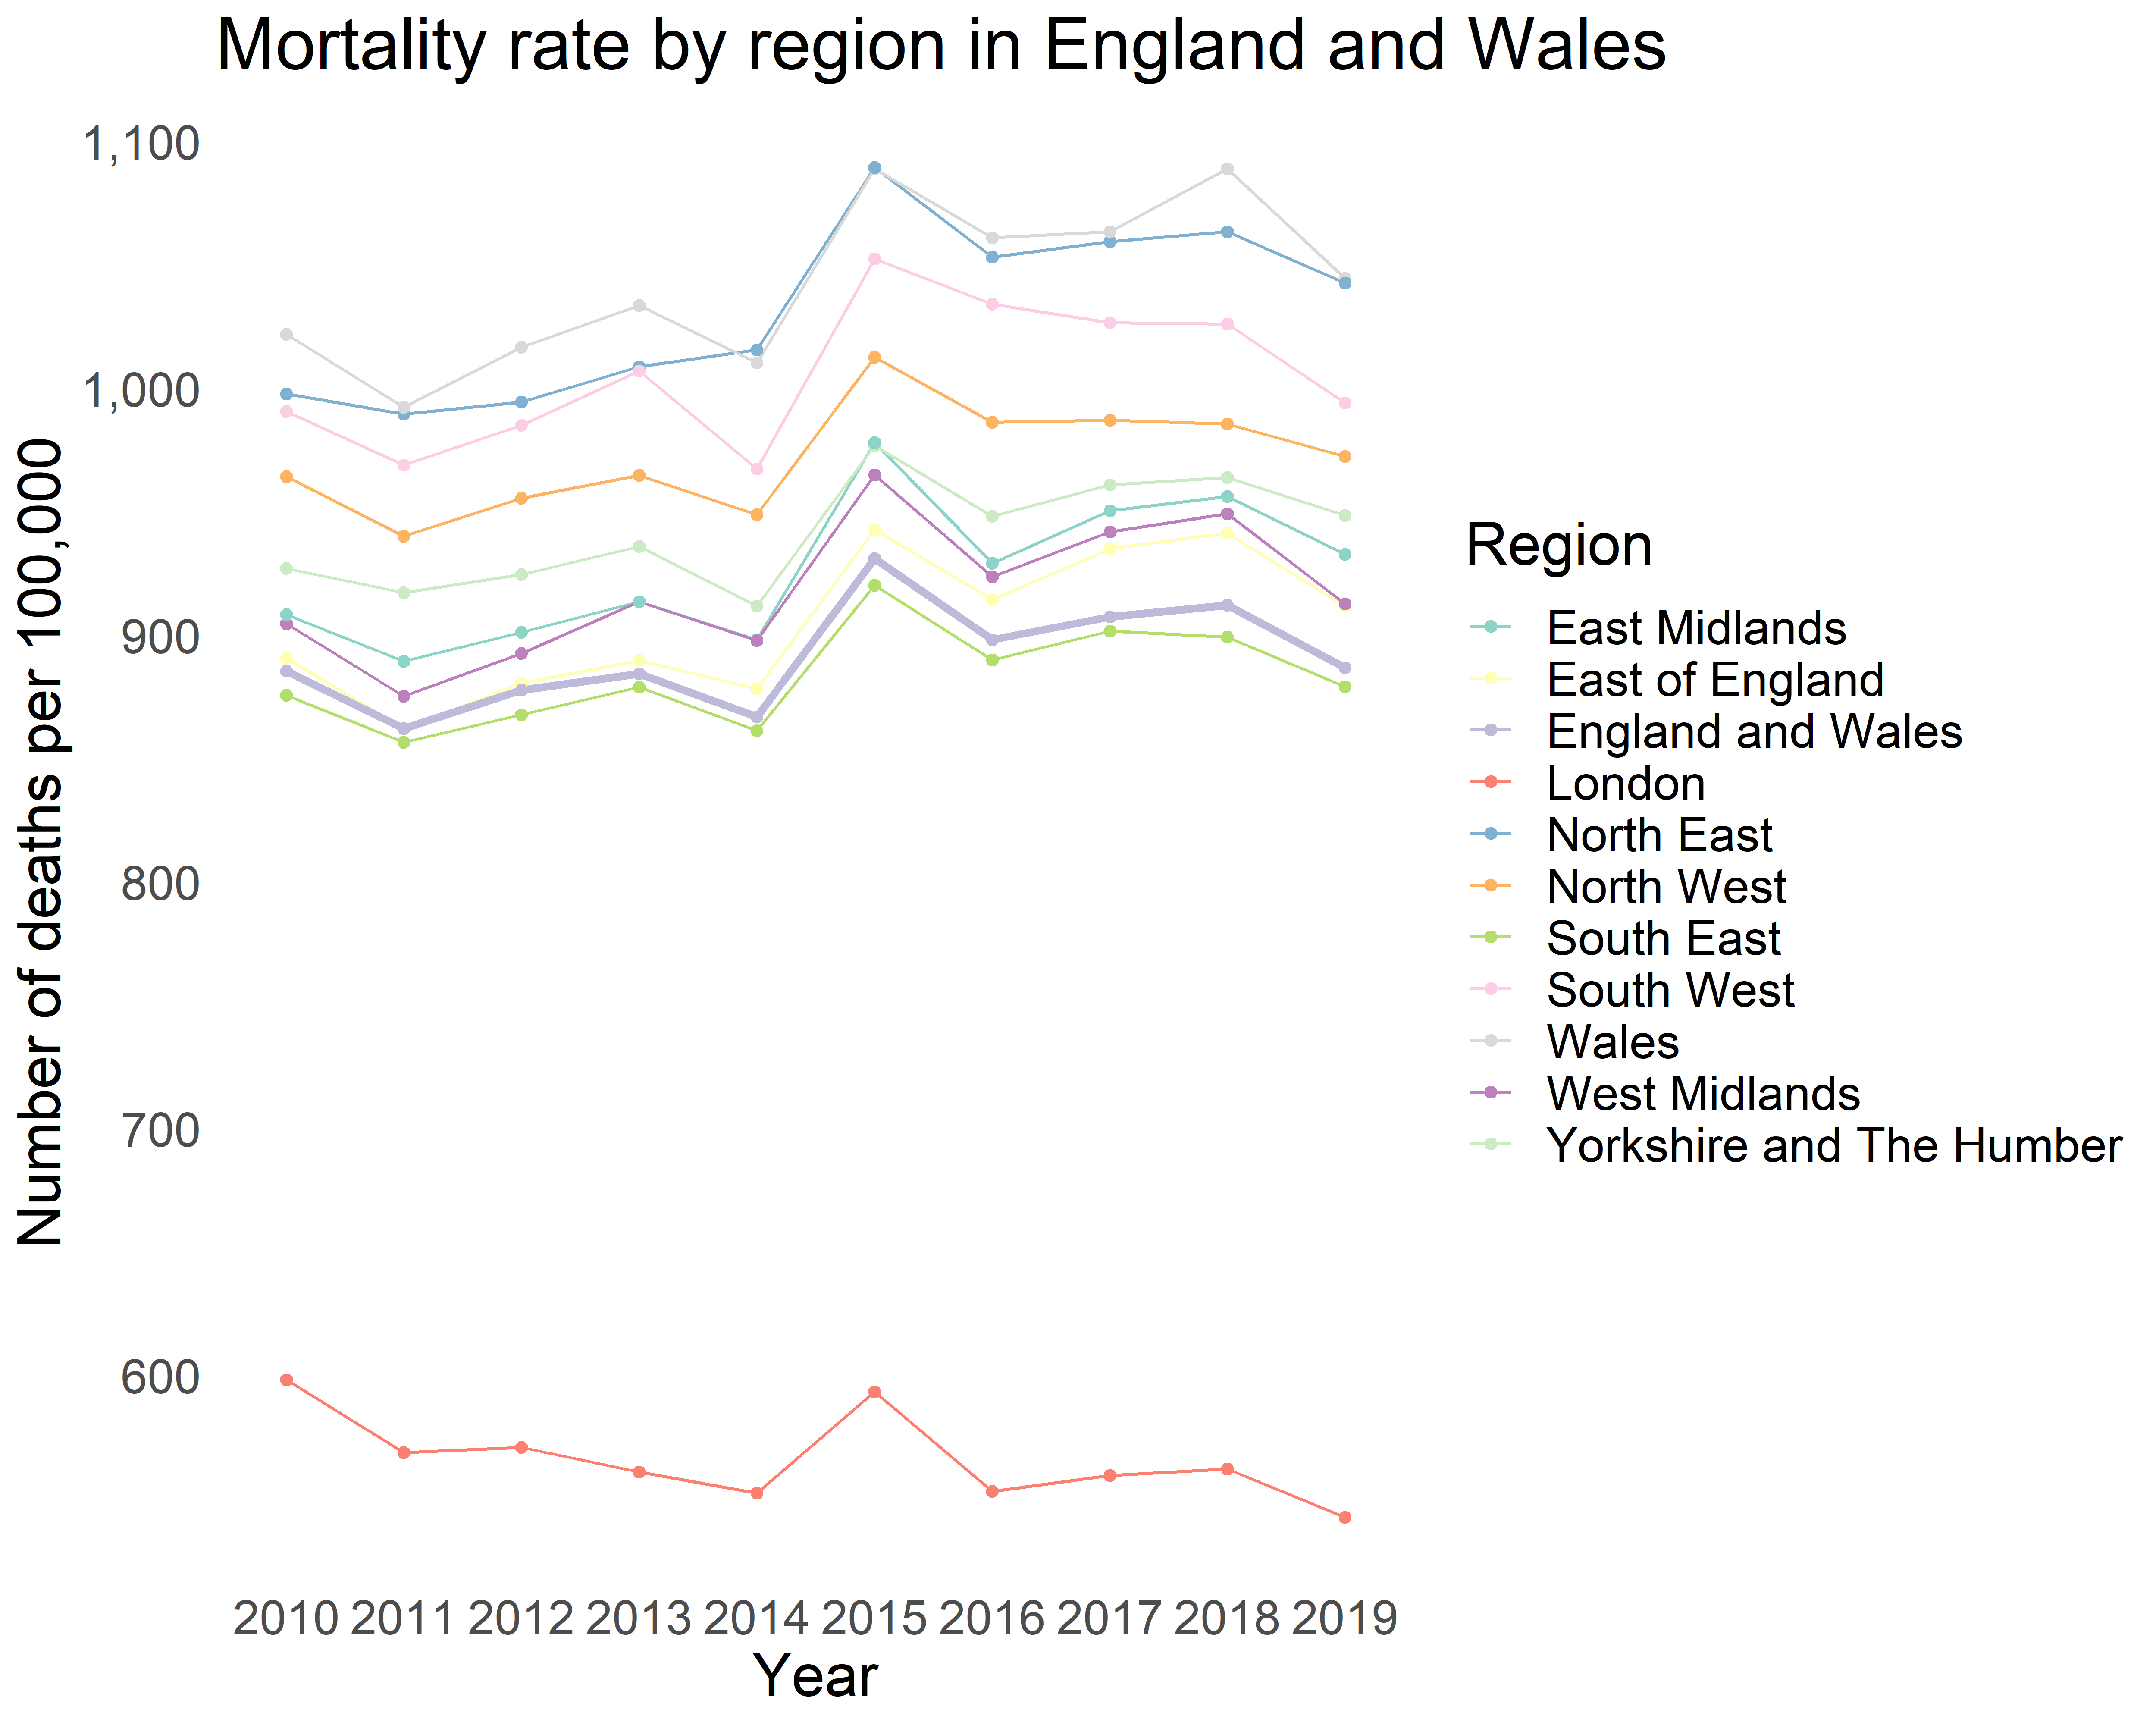 Mortality rate by region in England and Wales
Number of deaths per 100,000
1,100
1,000
900
800
700
600
2010 2011 2012 2013 2014 2015 2016 2017 2018 2019
Year
Region
East Midlands
East of England
England and Wales
London
North East
North West
South East
South West
Wales
West Midlands
Yorkshire and The Humber